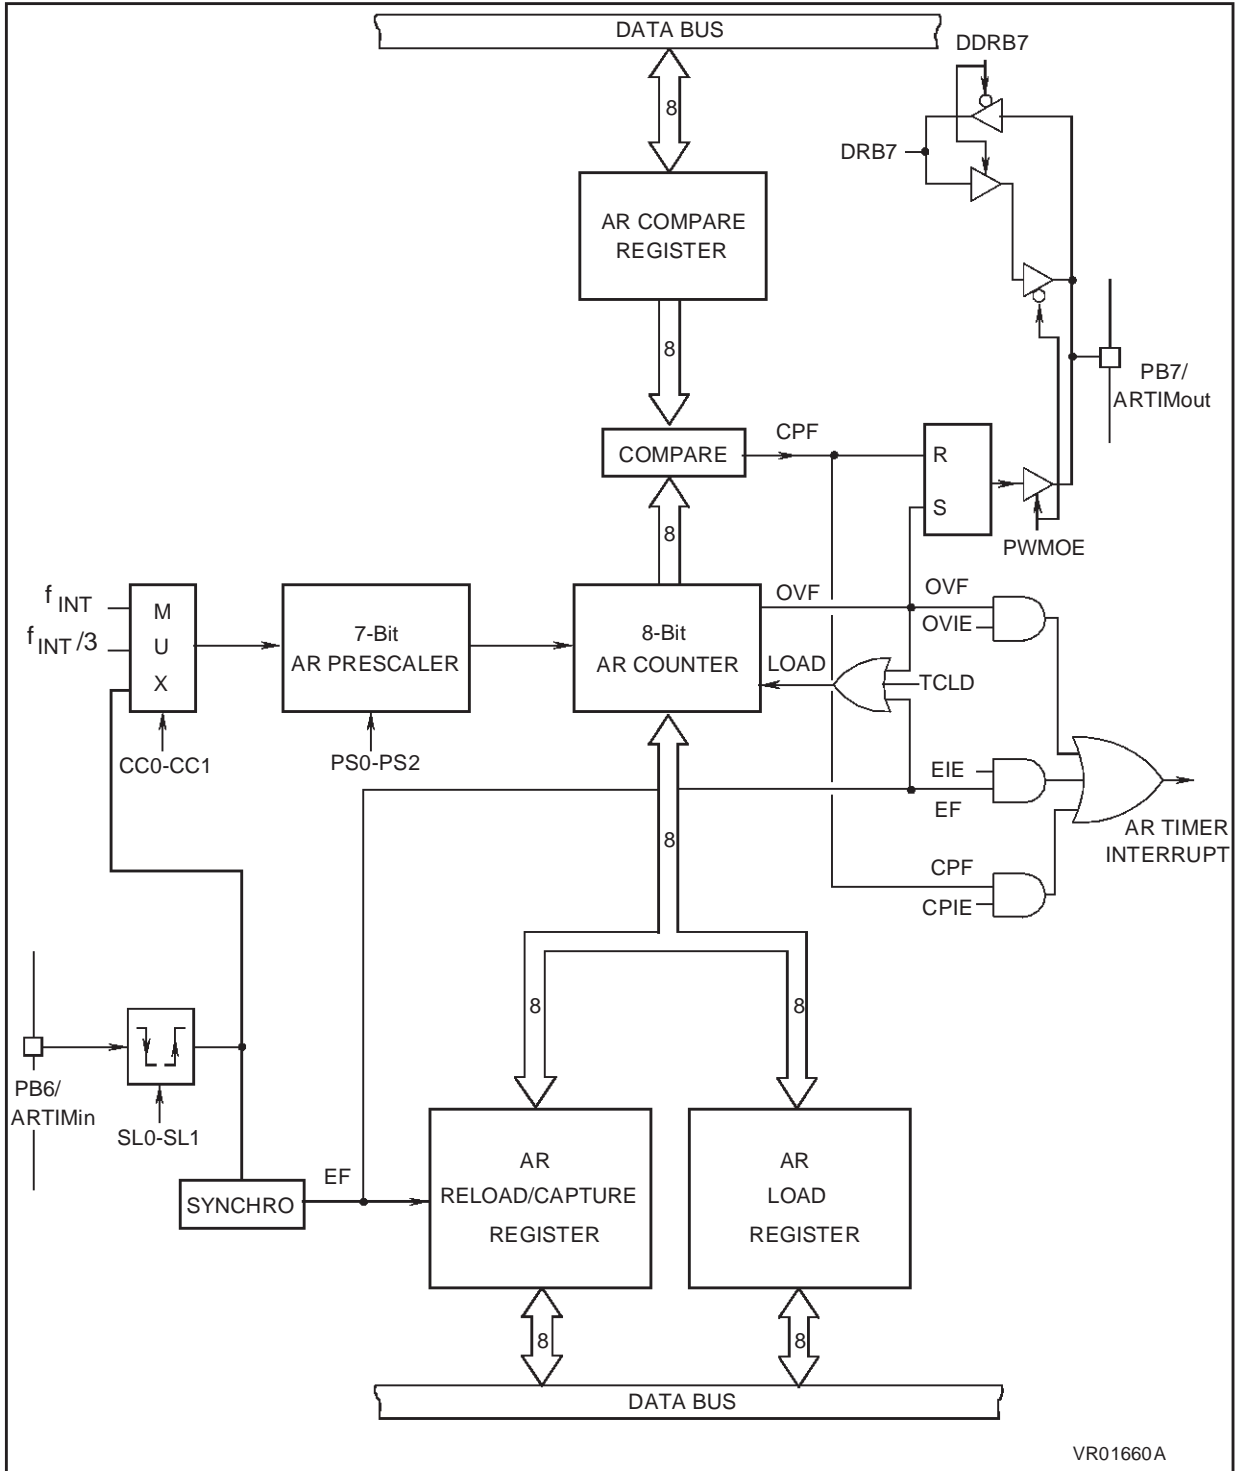 DATA BUS
DDRB7
8
DRB7
AR COMPARE
REGISTER
8
PB7/
ARTIMout
CPF
COMPARE
R
S
8
PWMOE
f INT
f INT /3
M
U
X
7-Bit
AR PRESCALER
8-Bit
AR COUNTER
OVF
OVF
OVIE
LOAD
TCLD
CC0-CC1
PS0-PS2
EIE
EF
AR TIMER
INTERRUPT
8
CPF
CPIE
8
8
PB6/
ARTIMin
SL0-SL1
SYNCHRO
EF
AR
RELOAD/CAPTURE
REGISTER
AR
LOAD
REGISTER
8
8
DATA BUS
VR01660A